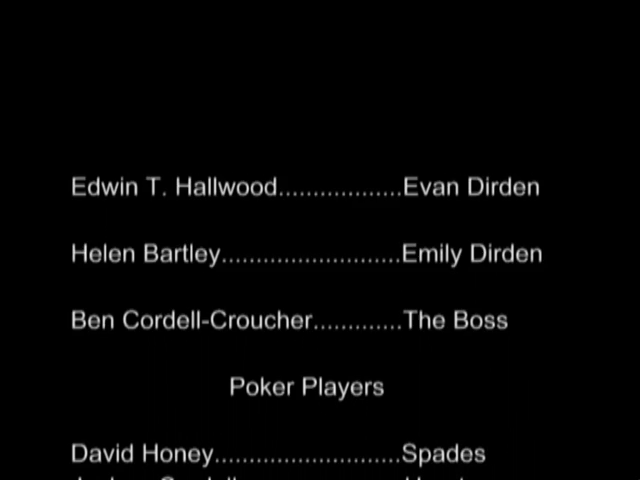 Edwin T. Hallwood..................Evan Dirden
Helen Bartley..........................Emily Dirden
Ben Cordell-Croucher.............The Boss
Poker Players
David Honey...........................Spades